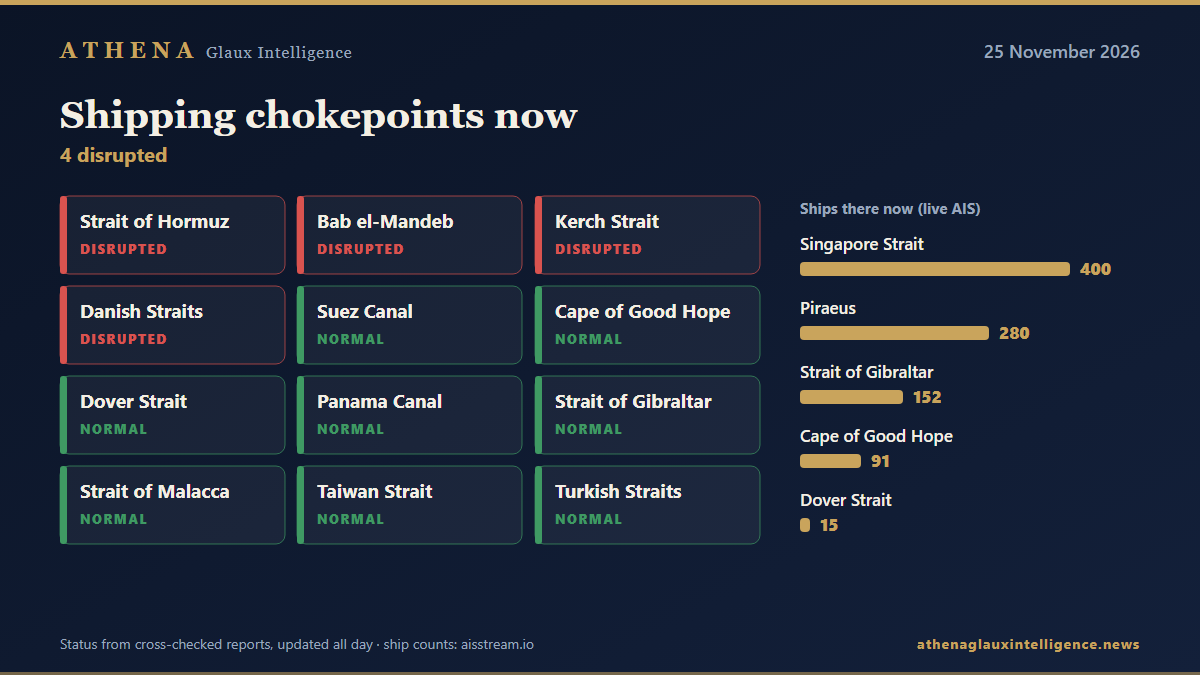 ATHENA Glaux Intelligence
25 November 2026
Shipping chokepoints now
4 disrupted
Strait of Hormuz
DISRUPTED
Bab el-Mandeb
DISRUPTED
Kerch Strait
DISRUPTED
Danish Straits
DISRUPTED
Suez Canal
NORMAL
Cape of Good Hope
NORMAL
Dover Strait
NORMAL
Panama Canal
NORMAL
Strait of Gibraltar
NORMAL
Strait of Malacca
NORMAL
Taiwan Strait
NORMAL
Turkish Straits
NORMAL
Ships there now (live AIS)
Singapore Strait
400
Piraeus
280
Strait of Gibraltar
152
Cape of Good Hope
91
Dover Strait
15
Status from cross-checked reports, updated all day · ship counts: aisstream.io
athenaglauxintelligence.news